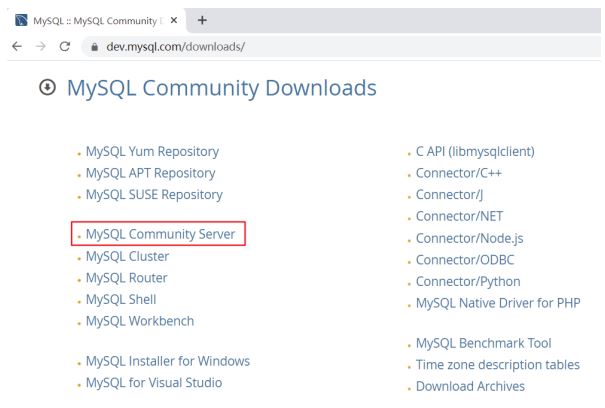 MySQL :: MySQL Community D
dev.mysql.com/downloads/
MySQL Community Downloads
MySQL Yum Repository
MySQL APT Repository
MySQL SUSE Repository
MySQL Community Server
MySQL Cluster
MySQL Router
MySQL Shell
MySQL Workbench
MySQL Installer for Windows
MySQL for Visual Studio
C API (libmysqlclient)
Connector/C++
Connector/J
Connector/NET
Connector/Node.js
Connector/ODBC
Connector/Python
MySQL Native Driver for PHP
MySQL Benchmark Tool
Time zone description tables
Download Archives